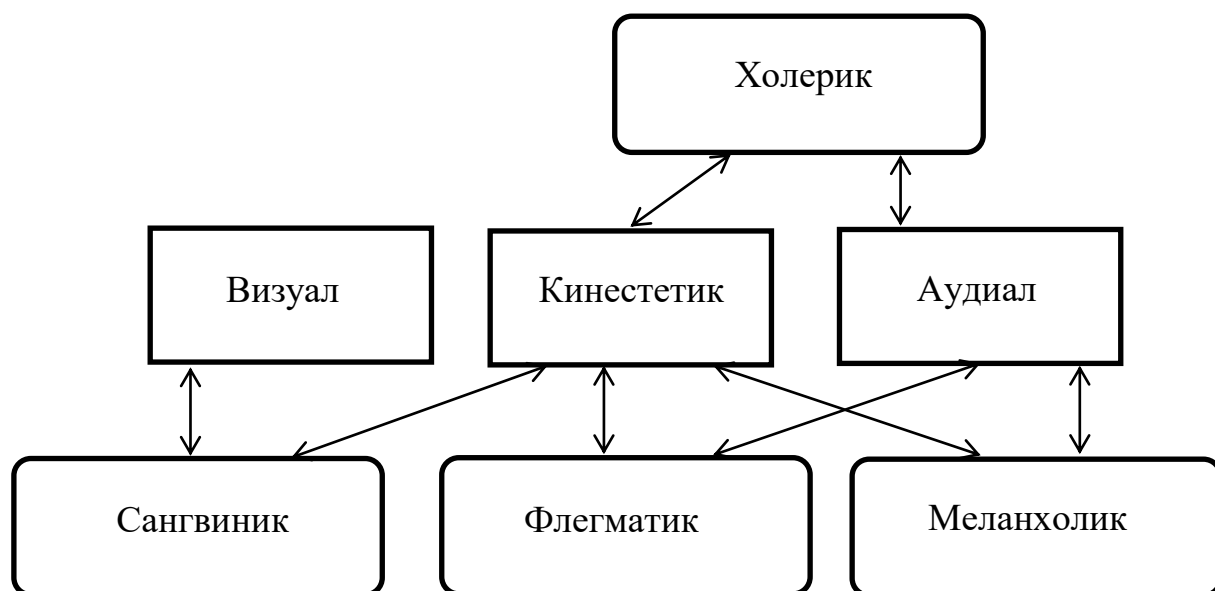 Холерик
Визуал
Кинестетик
Аудиал
Сангвиник
Флегматик
Меланхолик